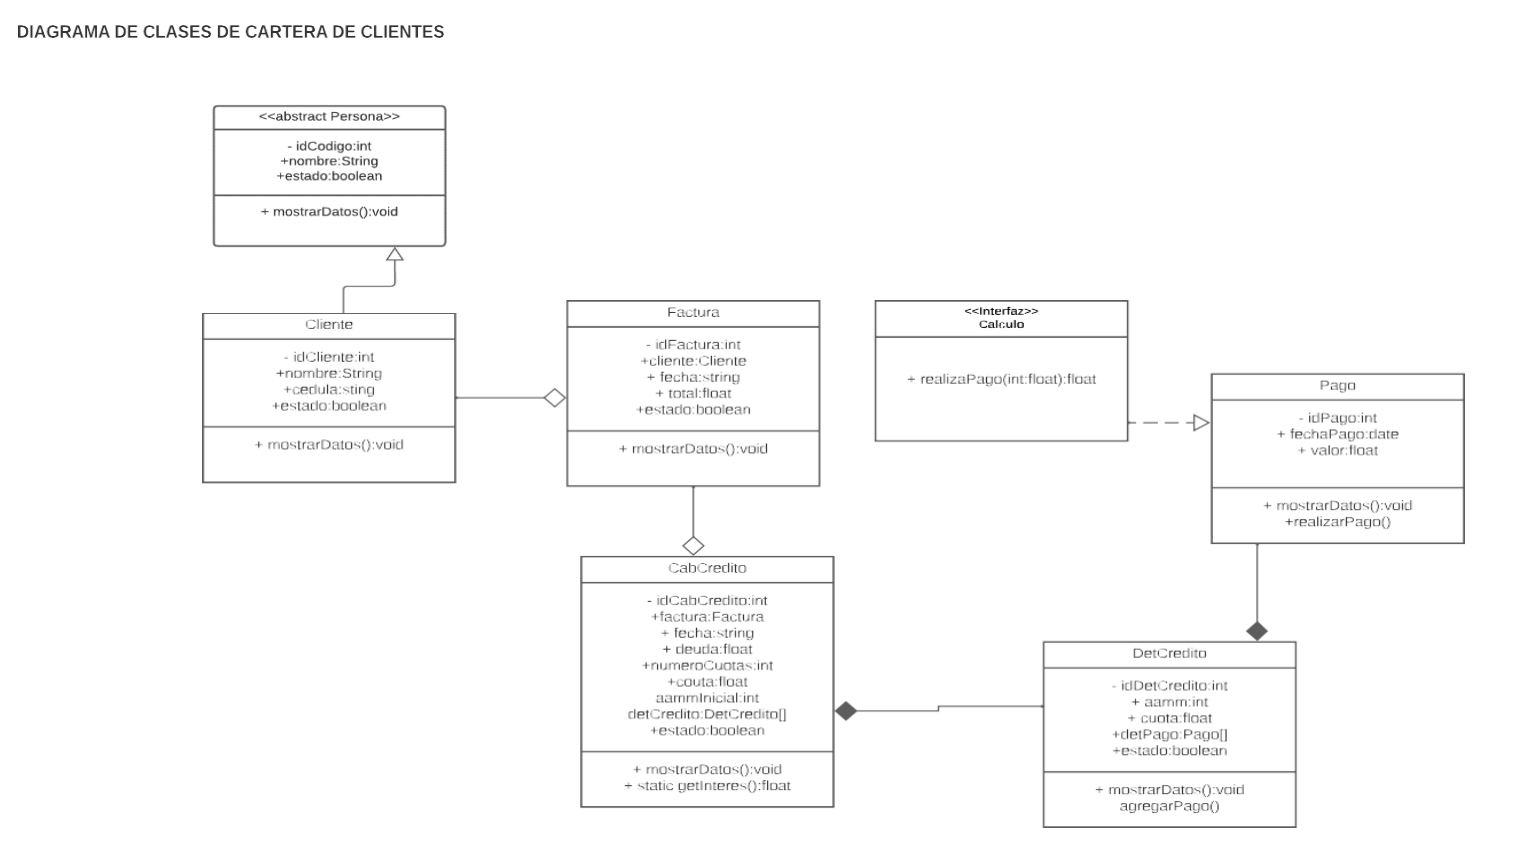 DIAGRAMA DE CLASES DE CARTERA DE CLIENTES
<<abstract Persona>>
- idCodigo:int
+nombre:String
+estado:boolean
+ mostrarDatos():void
Cliente
- idCliente:int
+nombre:String
+cedula:sting
+estado:boolean
+ mostrarDatos():void
Factura
- idFactura:int
+cliente:Cliente
+ fecha:string
+ total:float
+estado:boolean
+ mostrarDatos():void
<<Interfaz>>
Calculo
+ realizaPago(int:float):float
Pago
- idPago:int
+ fechaPago:date
+ valor:float
+ mostrarDatos():void
+realizarPago()
CabCredito
- idCabCredito:int
+factura:Factura
+ fecha:string
+ deuda:float
+numeroCuotas:int
+couta:float
aammInicial:int
detCredito:DetCredito[]
+estado:boolean
+ mostrarDatos():void
+ static getInteres():float
DetCredito
- idDetCredito:int
+ aamm:int
+ cuota:float
+detPago:Pago[]
+estado:boolean
+ mostrarDatos():void
agregarPago()